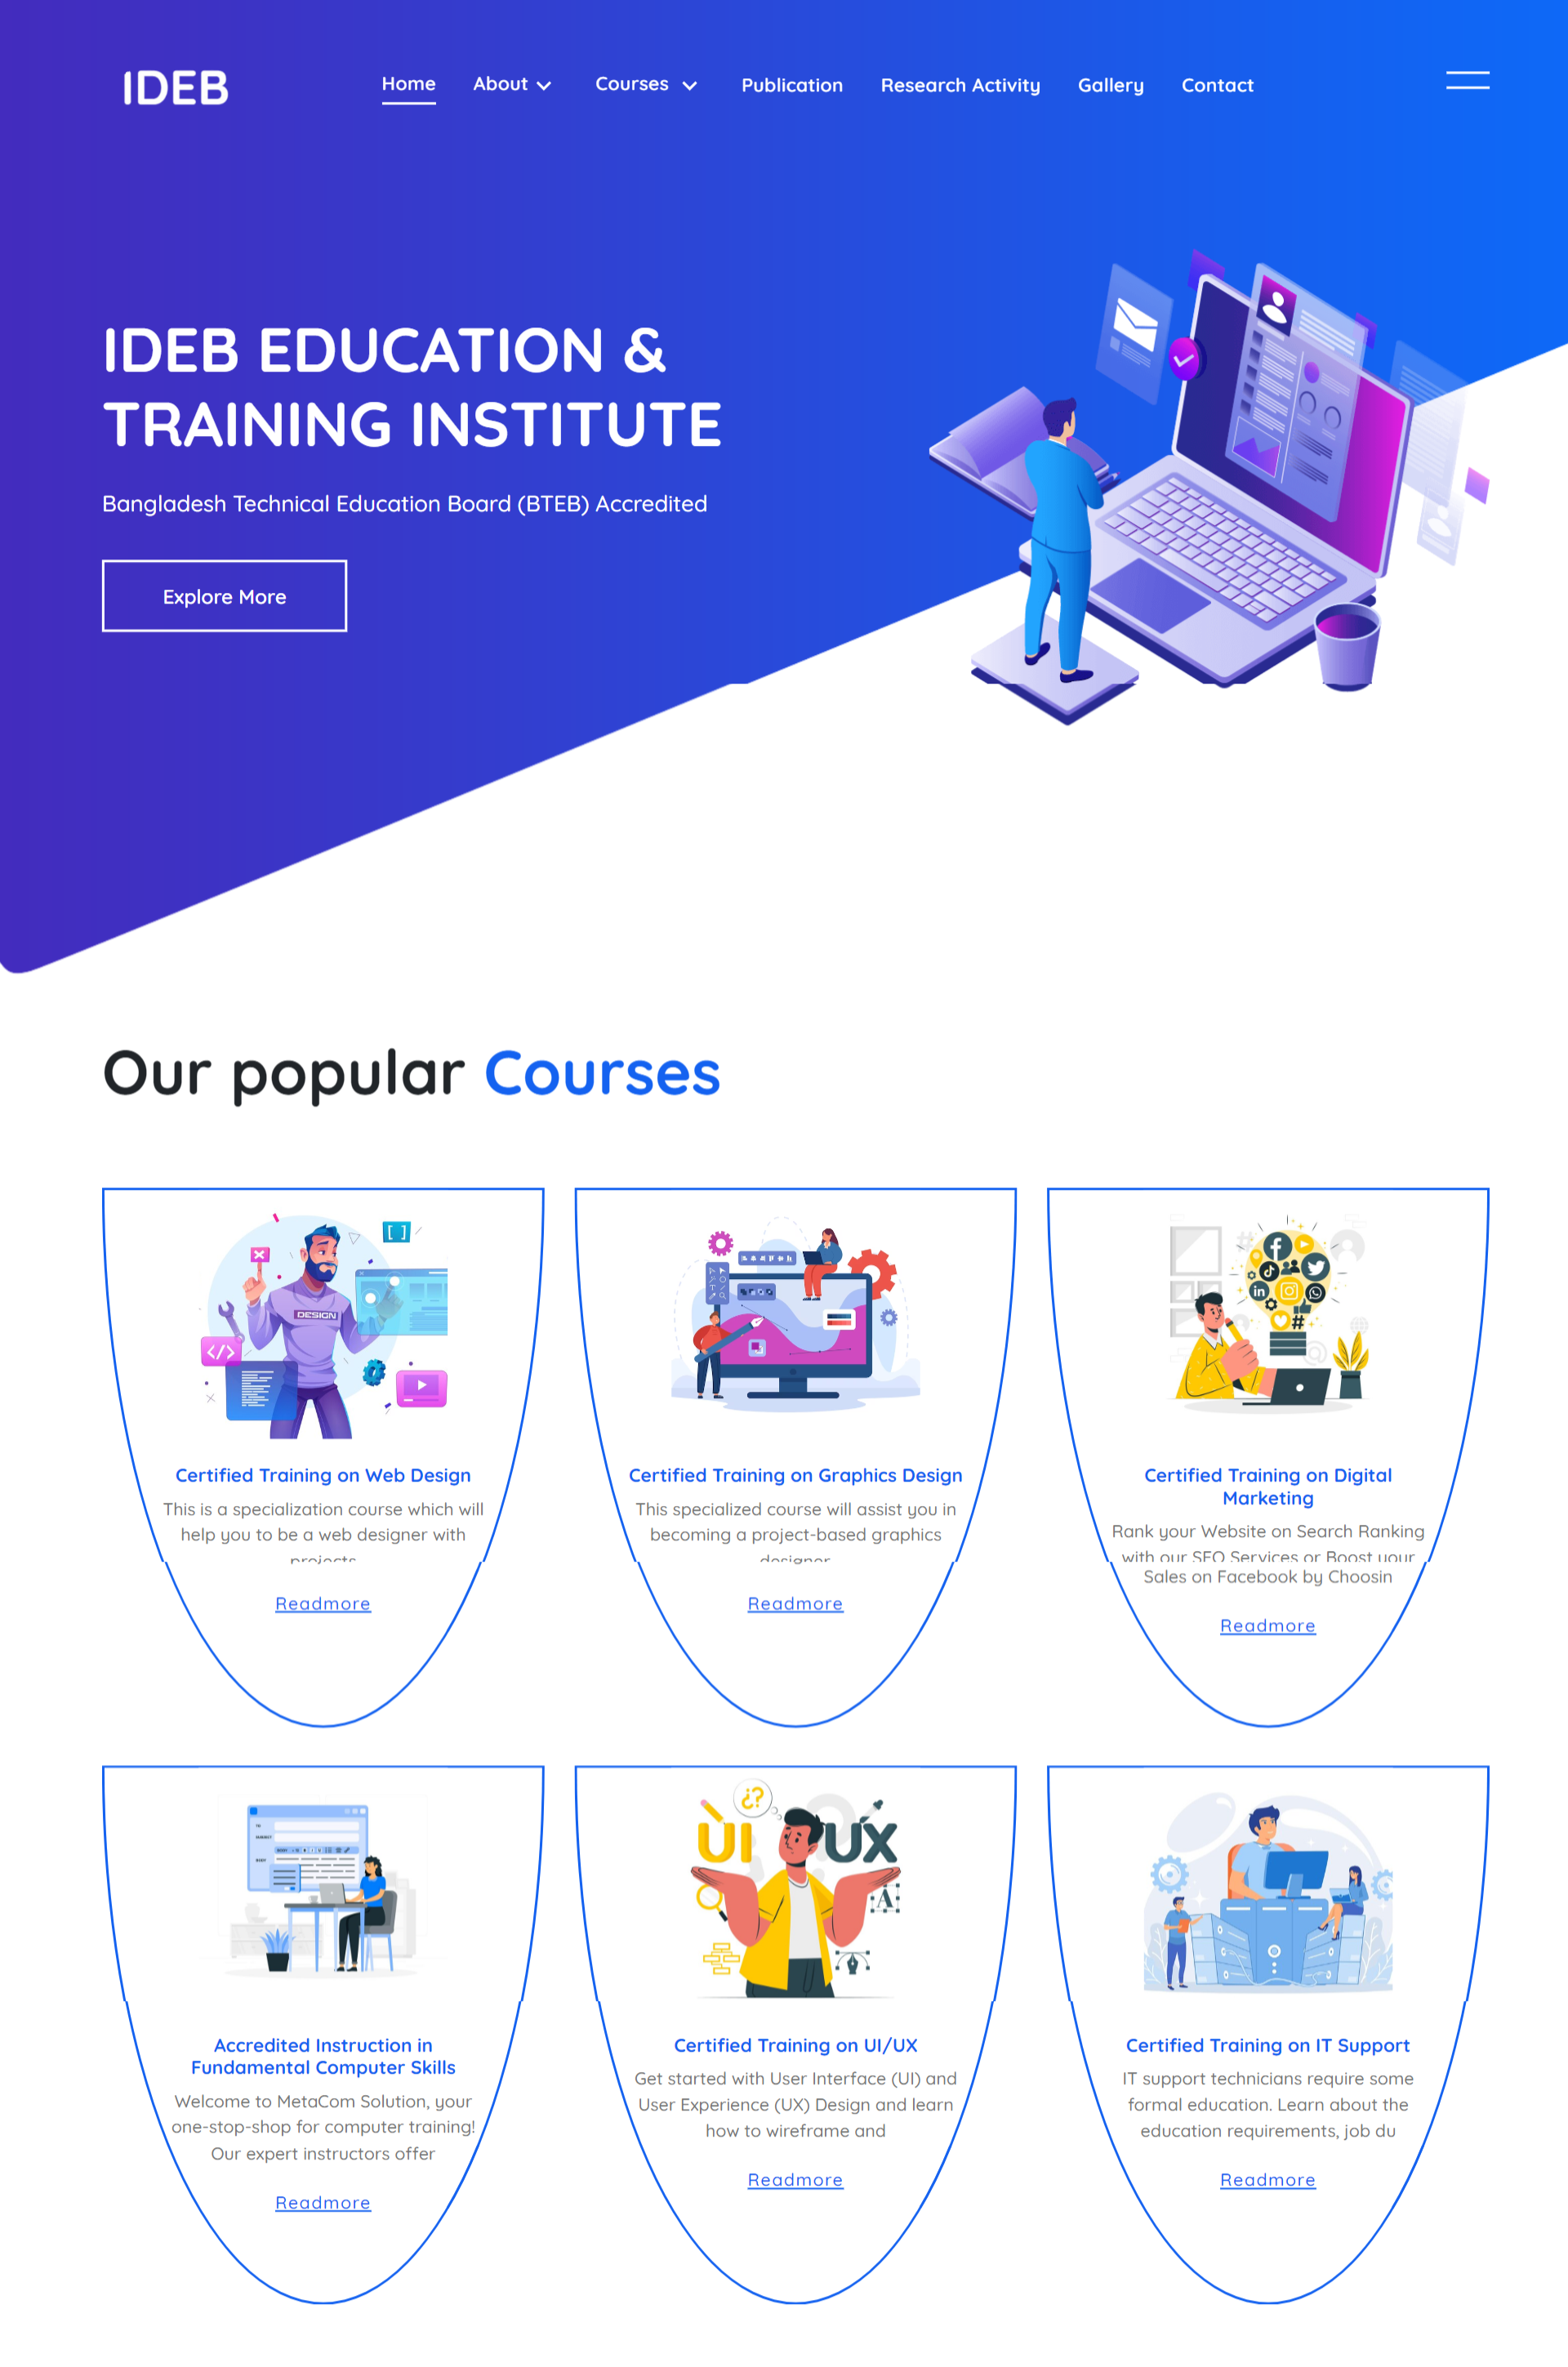 IDEB
Home
About
Courses
Publication
Research Activity
Gallery
Contact
IDEB EDUCATION &
TRAINING INSTITUTE
Bangladesh Technical Education Board (BTEB) Accredited
Explore More
Our popular Courses
DESIGN
Certified Training on Web Design
This is a specialization course which will
help you to be a web designer with
projects
Readmore
Certified Training on Graphics Design
This specialized course will assist you in
becoming a project-based graphics
designer
Readmore
Certified Training on Digital
Marketing
Rank your Website on Search Ranking
with our SEO Services or Boost your
Sales on Facebook by Choosin
Readmore
Accredited Instruction in
Fundamental Computer Skills
Welcome to MetaCom Solution, your
one-stop-shop for computer training!
Our expert instructors offer
Readmore
¿?
UI UX
A
Certified Training on UI/UX
Get started with User Interface (UI) and
User Experience (UX) Design and learn
how to wireframe and
Readmore
Certified Training on IT Support
IT support technicians require some
formal education. Learn about the
education requirements, job du
Readmore